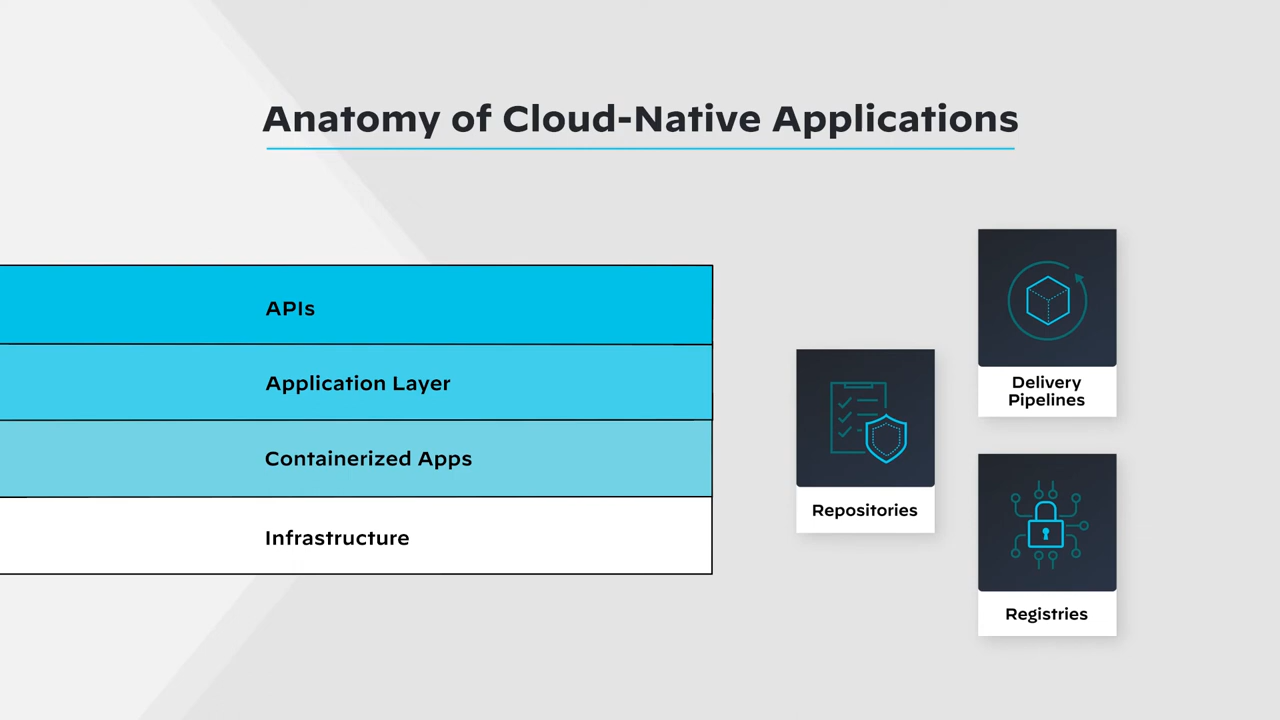 Anatomy of Cloud-Native Applications
APIs
Application Layer
Containerized Apps
Infrastructure
Repositories
Delivery
Pipelines
Registries